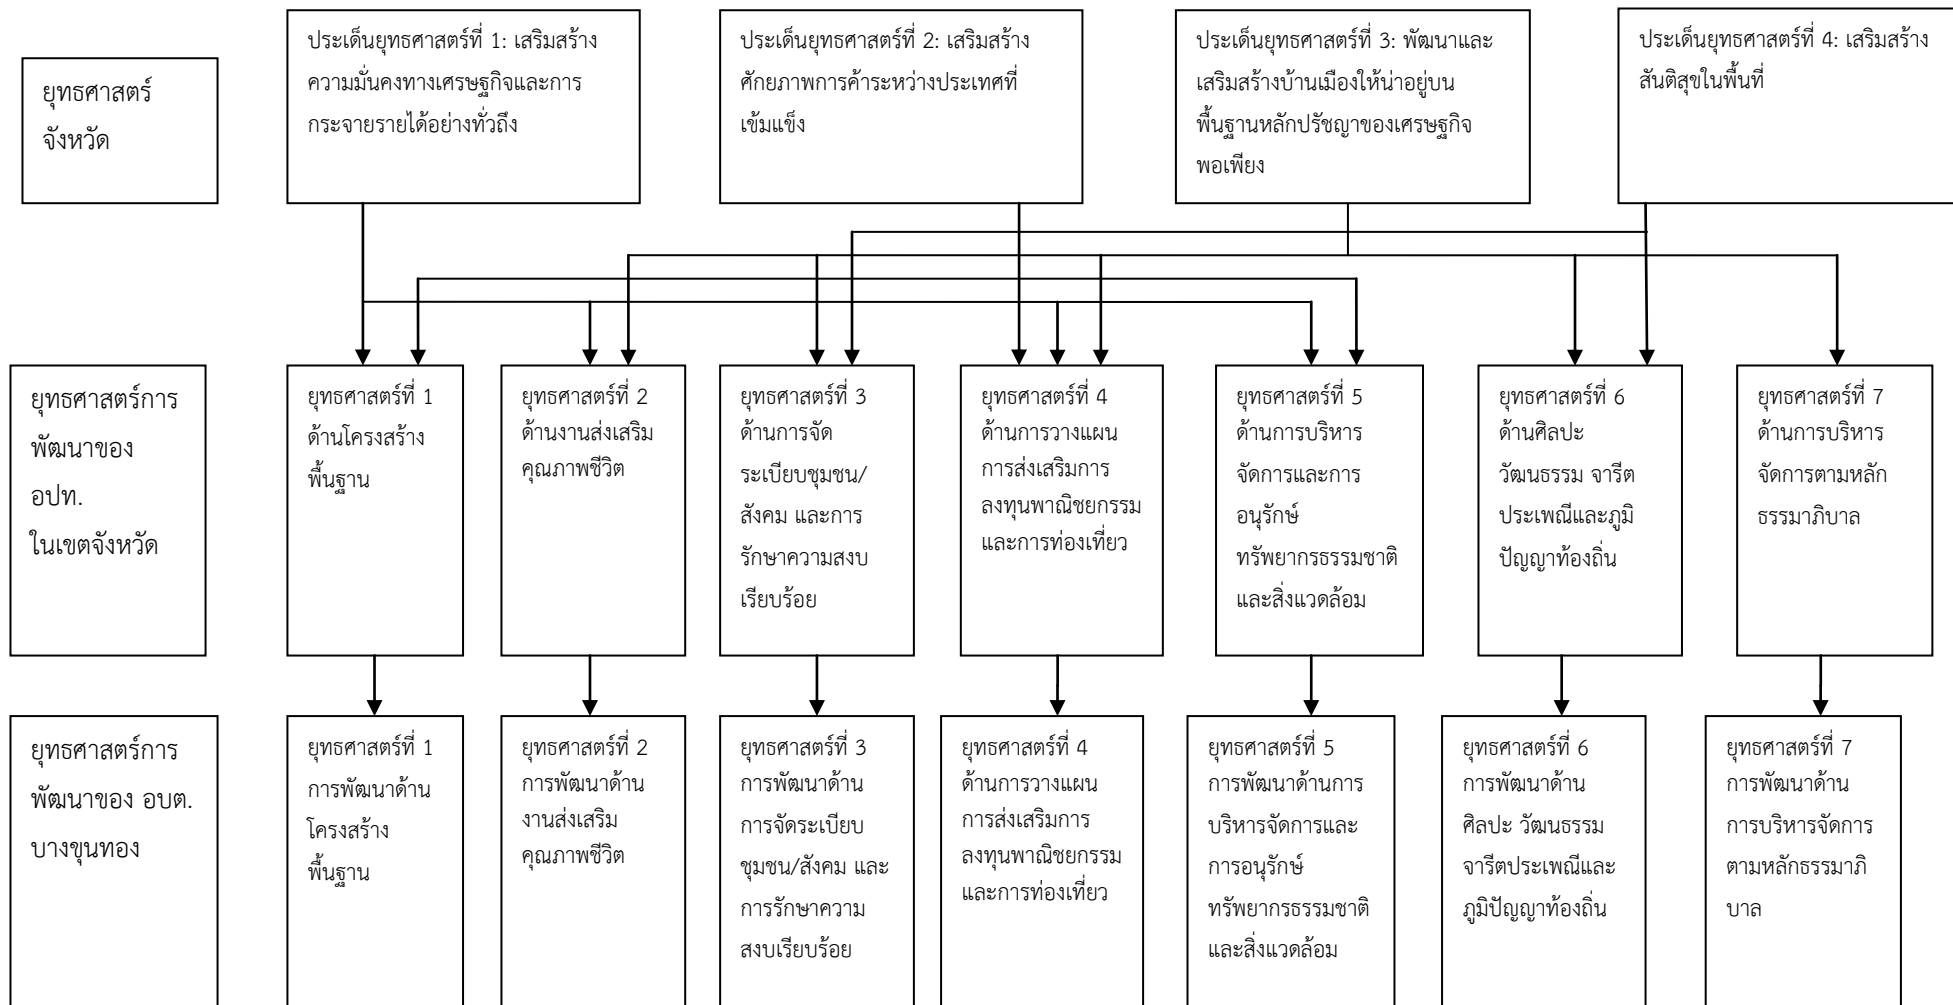 ยุทธศาสตร์
จังหวัด
ประเด็นยุทธศาสตร์ที่ 1: เสริมสร้าง
ความมั่นคงทางเศรษฐกิจและการ
กระจายรายได้อย่างทั่วถึง
ประเด็นยุทธศาสตร์ที่ 2: เสริมสร้าง
ศักยภาพการค้าระหว่างประเทศที่
เข้มแข็ง
ประเด็นยุทธศาสตร์ที่ 3: พัฒนาและ
เสริมสร้างบ้านเมืองให้น่าอยู่บน
พื้นฐานหลักปรัชญาของเศรษฐกิจ
พอเพียง
ประเด็นยุทธศาสตร์ที่ 4: เสริมสร้าง
สันติสุขในพื้นที่
ยุทธศาสตร์การ
พัฒนาของ
อปท.
ในเขตจังหวัด
ยุทธศาสตร์ที่ 1
ด้านโครงสร้าง
พื้นฐาน
ยุทธศาสตร์ที่ 2
ด้านงานส่งเสริม
คุณภาพชีวิต
ยุทธศาสตร์ที่ 3
ด้านการจัด
ระเบียบชุมชน/
สังคม และการ
รักษาความสงบ
เรียบร้อย
ยุทธศาสตร์ที่ 4
ด้านการวางแผน
การส่งเสริมการ
ลงทุนพาณิชยกรรม
และการท่องเที่ยว
ยุทธศาสตร์ที่ 5
ด้านการบริหาร
จัดการและการ
อนุรักษ์
ทรัพยากรธรรมชาติ
และสิ่งแวดล้อม
ยุทธศาสตร์ที่ 6
ด้านศิลปะ
วัฒนธรรม จารีต
ประเพณีและภูมิ
ปัญญาท้องถิ่น
ยุทธศาสตร์ที่ 7
ด้านการบริหาร
จัดการตามหลัก
ธรรมาภิบาล
ยุทธศาสตร์การ
พัฒนาของ อบต.
บางขุนทอง
ยุทธศาสตร์ที่ 1
การพัฒนาด้าน
โครงสร้าง
พื้นฐาน
ยุทธศาสตร์ที่ 2
การพัฒนาด้าน
งานส่งเสริม
คุณภาพชีวิต
ยุทธศาสตร์ที่ 3
การพัฒนาด้าน
การจัดระเบียบ
ชุมชน/สังคม และ
การรักษาความ
สงบเรียบร้อย
ยุทธศาสตร์ที่ 4
ด้านการวางแผน
การส่งเสริมการ
ลงทุนพาณิชยกรรม
และการท่องเที่ยว
ยุทธศาสตร์ที่ 5
การพัฒนาด้านการ
บริหารจัดการและ
การอนุรักษ์
ทรัพยากรธรรมชาติ
และสิ่งแวดล้อม
ยุทธศาสตร์ที่ 6
การพัฒนาด้าน
ศิลปะ วัฒนธรรม
จารีตประเพณีและ
ภูมิปัญญาท้องถิ่น
ยุทธศาสตร์ที่ 7
การพัฒนาด้าน
การบริหารจัดการ
ตามหลักธรรมาภิ
บาล